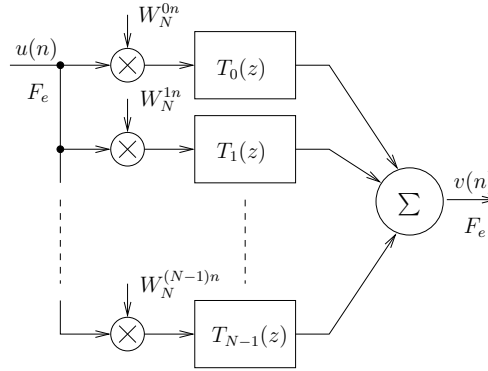 W_N^{0n}
u(n)
T_0(z)
F_e
W_N^{1n}
T_1(z)
v(n
Σ
F_e
W_N^{(N−1)n}
T_{N−1}(z)